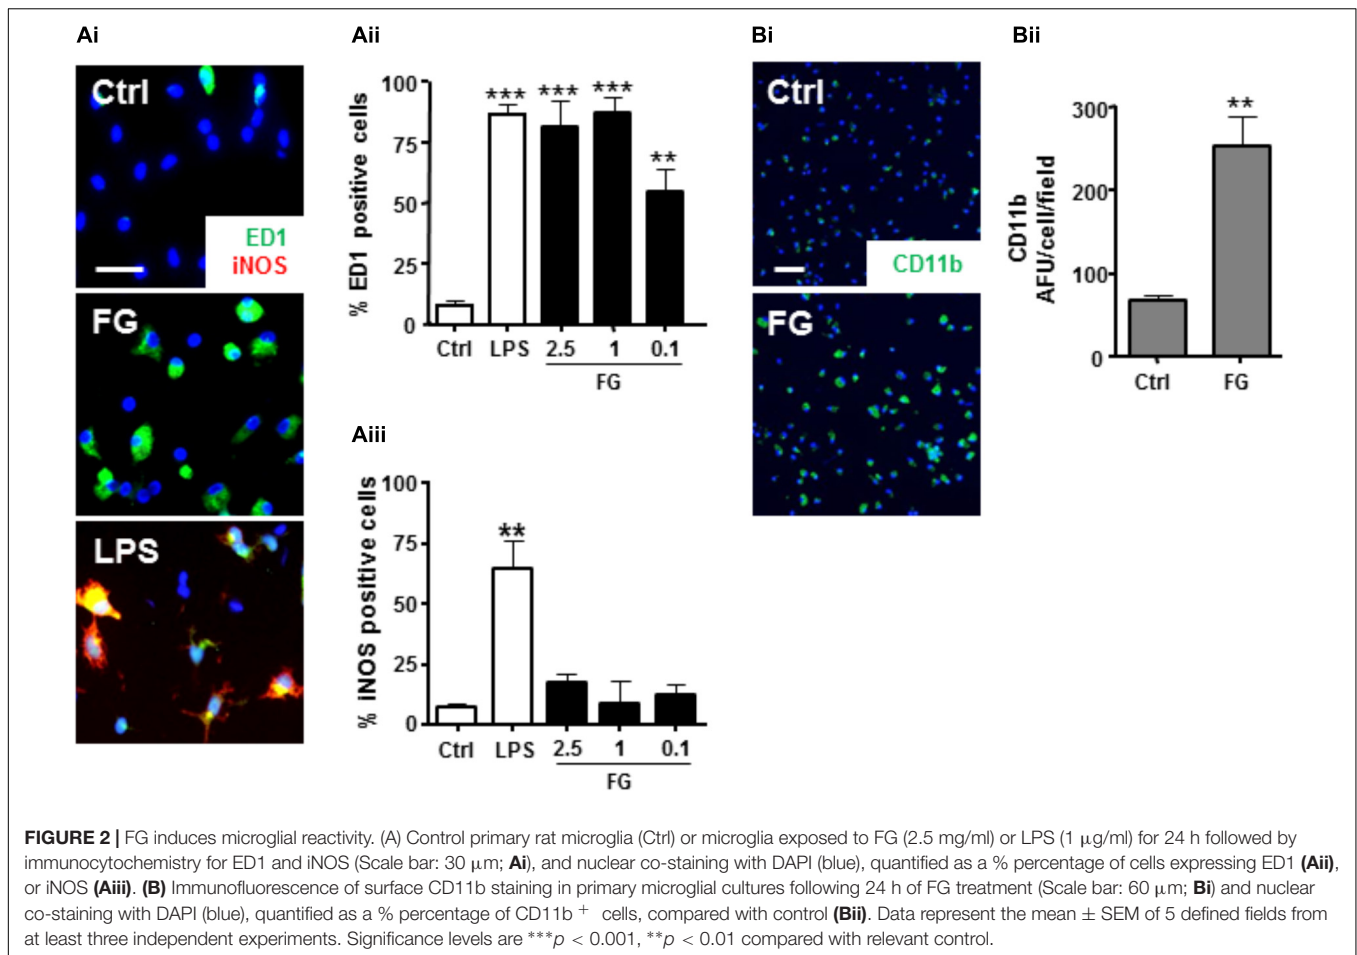 Ai
Ctrl
ED1
iNOS
FG
LPS
Aii
% ED1 positive cells
100
75
50
25
0
***
***
***
**
Ctrl
LPS
2.5
1
0.1
FG
Aiii
% iNOS positive cells
100
75
50
25
0
**
Ctrl
LPS
2.5
1
0.1
FG
Bi
Ctrl
CD11b
FG
Bii
CD11b
AFU/cell/field
300
200
100
0
**
Ctrl
FG
FIGURE 2 | FG induces microglial reactivity. (A) Control primary rat microglia (Ctrl) or microglia exposed to FG (2.5 mg/ml) or LPS (1 μg/ml) for 24 h followed by
immunocytochemistry for ED1 and iNOS (Scale bar: 30 μm; Ai), and nuclear co-staining with DAPI (blue), quantified as a % percentage of cells expressing ED1 (Aii),
or iNOS (Aiii). (B) Immunofluorescence of surface CD11b staining in primary microglial cultures following 24 h of FG treatment (Scale bar: 60 μm; Bi) and nuclear
co-staining with DAPI (blue), quantified as a % percentage of CD11b + cells, compared with control (Bii). Data represent the mean ± SEM of 5 defined fields from
at least three independent experiments. Significance levels are ***p < 0.001, **p < 0.01 compared with relevant control.